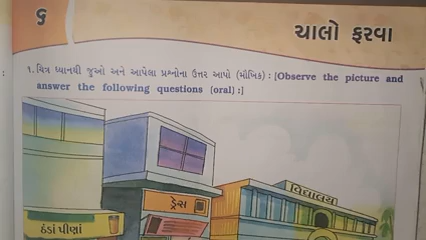 ૬
ચાલો ફરવા
૧. ચિત્ર ધ્યાનથી જુઓ અને આપેલા પ્રશ્નોના ઉત્તર આપો (મૌખિક) : [Observe the picture and
answer the following questions (oral) :]
વિદ્યાલય
ડ્રેસ
ઠંડાં પીણાં